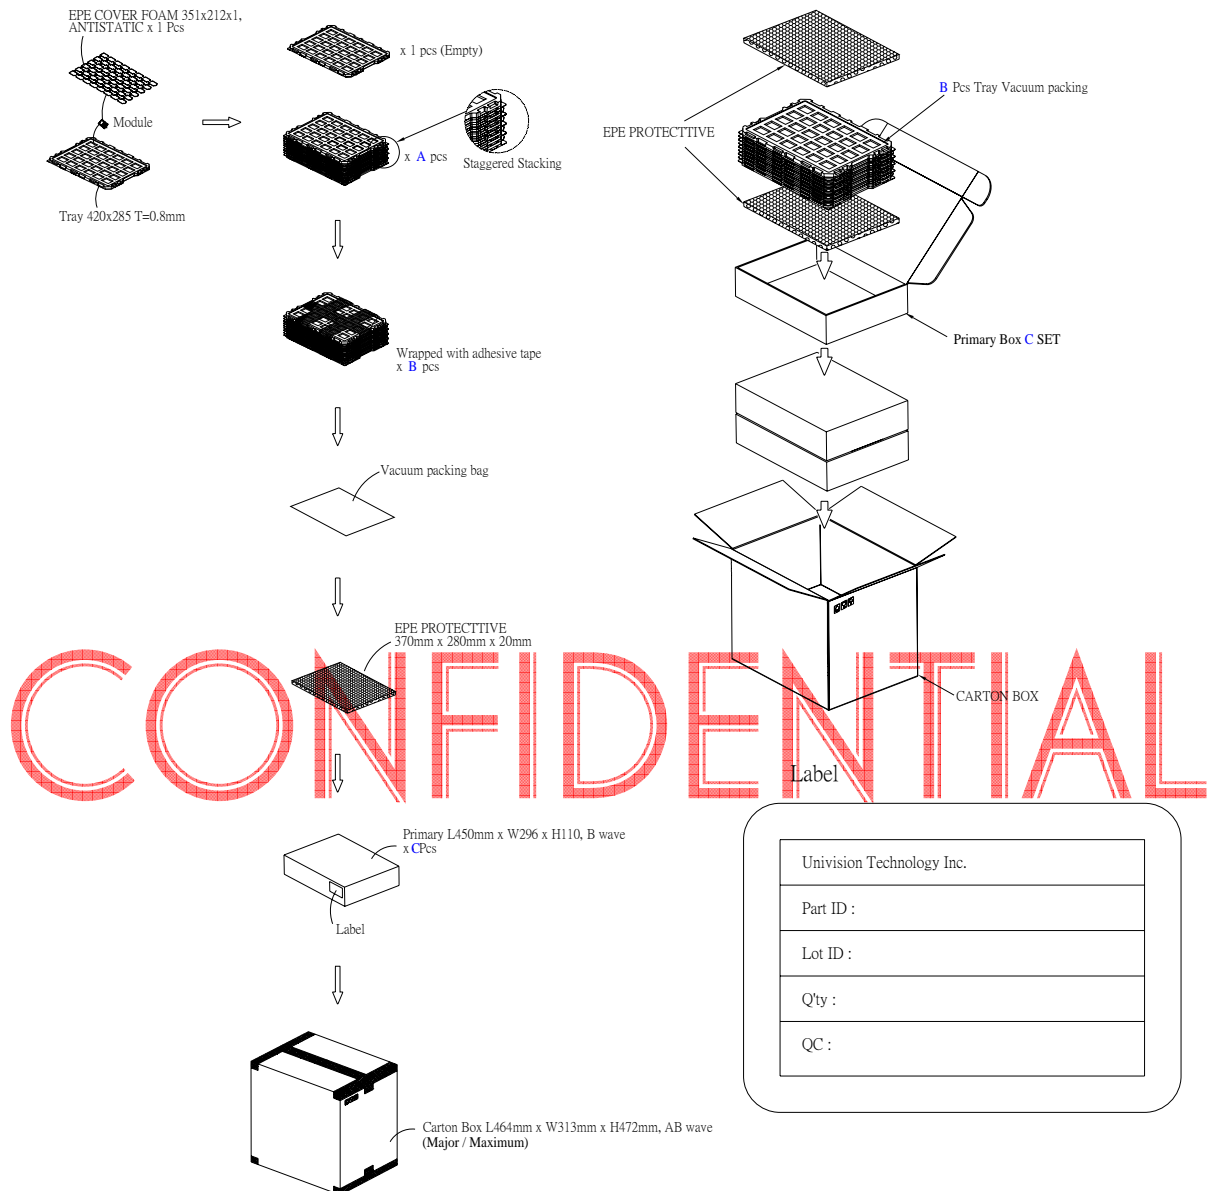 EPE COVER FOAM 351x212x1,
ANTISTATIC x 1 Pcs
Module
Tray 420x285 T=0.8mm
x 1 pcs (Empty)
x A pcs
Staggered Stacking
Wrapped with adhesive tape
x B pcs
Vacuum packing bag
EPE PROTECTTIVE
370mm x 280mm x 20mm
Primary L450mm x W296 x H110, B wave
x CPcs
Label
Carton Box L464mm x W313mm x H472mm, AB wave
(Major / Maximum)
B Pcs Tray Vacuum packing
EPE PROTECTTIVE
Primary Box C SET
CARTON BOX
CONFIDENTIAL
Label
Univision Technology Inc.
Part ID :
Lot ID :
Q'ty :
QC :